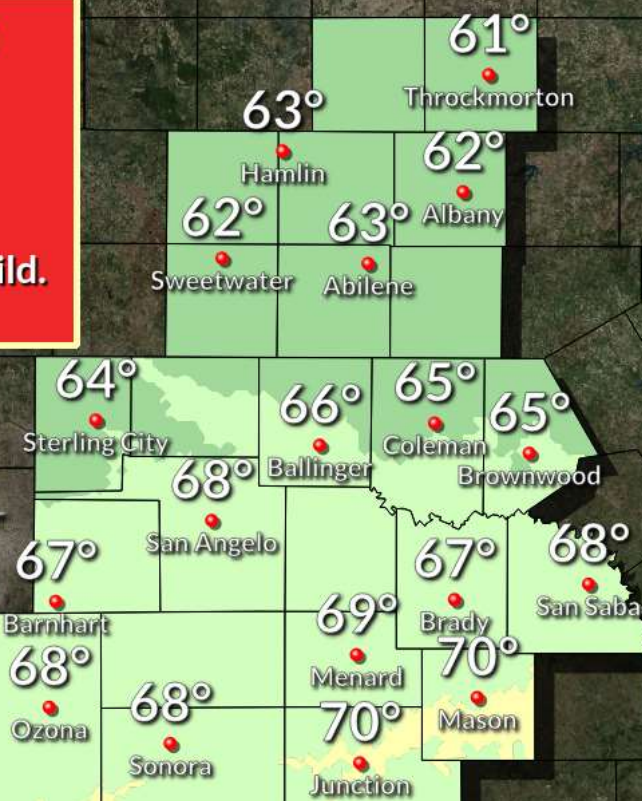 61°
Throckmorton
63°
Hamlin
62°
Albany
62°
Sweetwater
63°
Abilene
ild.
64°
Sterling City
66°
Ballinger
65°
Coleman
65°
Brownwood
68°
San Angelo
67°
Barnhart
67°
Brady
68°
San Saba
69°
Menard
70°
Mason
68°
Ozona
68°
Sonora
70°
Junction